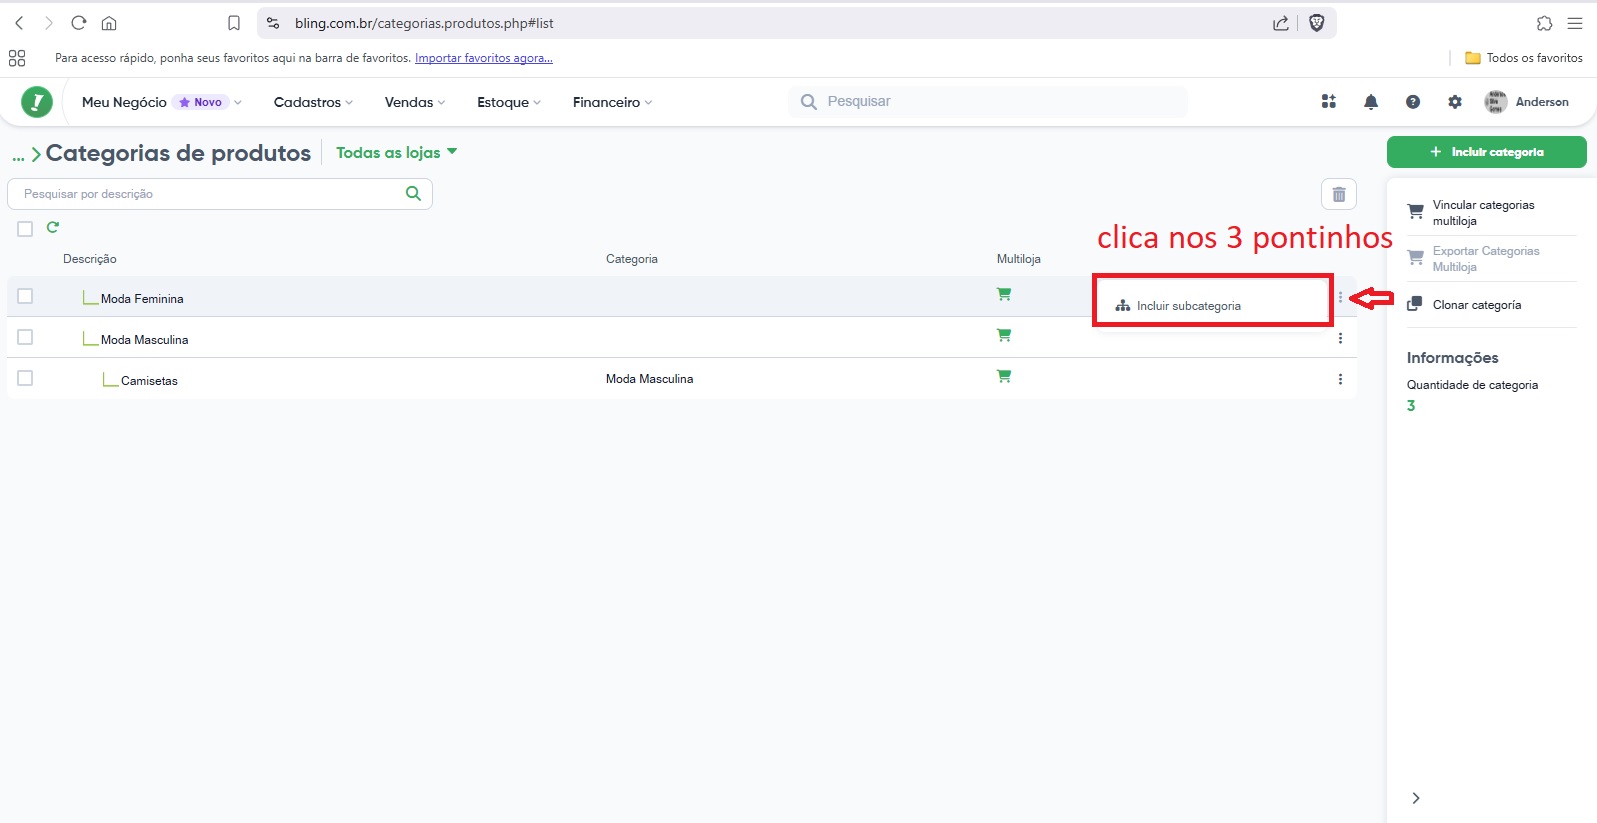 bling.com.br/categorias.produtos.php#list
Para acesso rápido, ponha seus favoritos aqui na barra de favoritos. Importar favoritos agora...
Todos os favoritos
Meu Negócio Novo Cadastros Vendas Estoque Financeiro Pesquisar Anderson
... Categorias de produtos Todas as lojas
+ Incluir categoria
Pesquisar por descrição
Vincular categorias
multiloja
clica nos 3 pontinhos
Exportar Categorias
Multiloja
Descrição Categoria Multiloja
Moda Feminina
Incluir subcategoria
Clonar categoria
Moda Masculina
Camisetas Moda Masculina
Informações
Quantidade de categoria
3